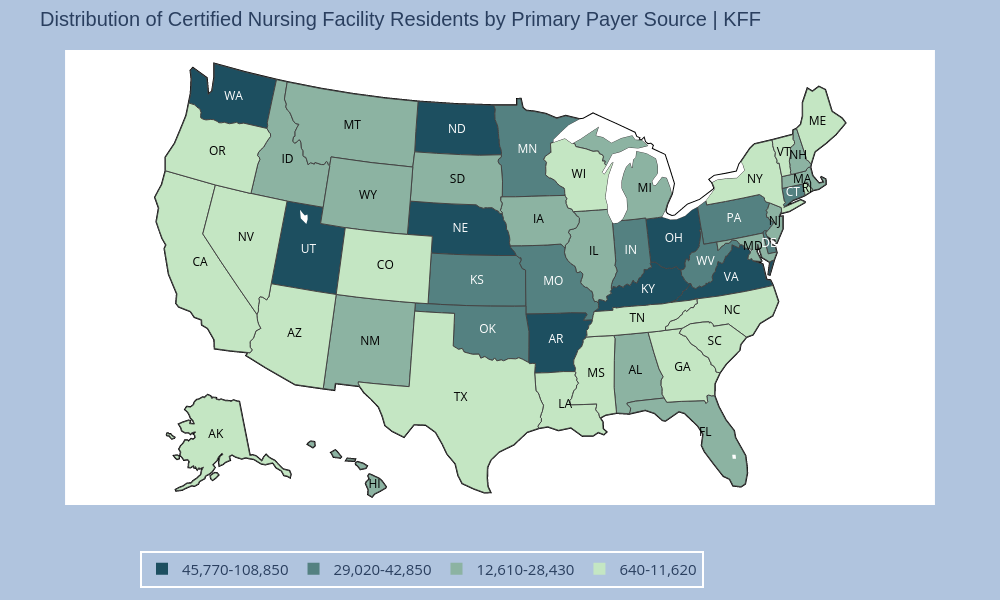 Distribution of Certified Nursing Facility Residents by Primary Payer Source | KFF
WA
ME
MT
ND
OR
MN
VT
NH
ID
WI
SD
NY
MA
WY
MI
CT
RI
IA
PA
NJ
NE
OH
NV
UT
IL
IN
MD
DE
CA
CO
WV
KS
MO
VA
KY
NC
TN
AZ
OK
NM
AR
SC
GA
MS
AL
TX
LA
AK
FL
HI
45,770-108,850 29,020-42,850 12,610-28,430 640-11,620